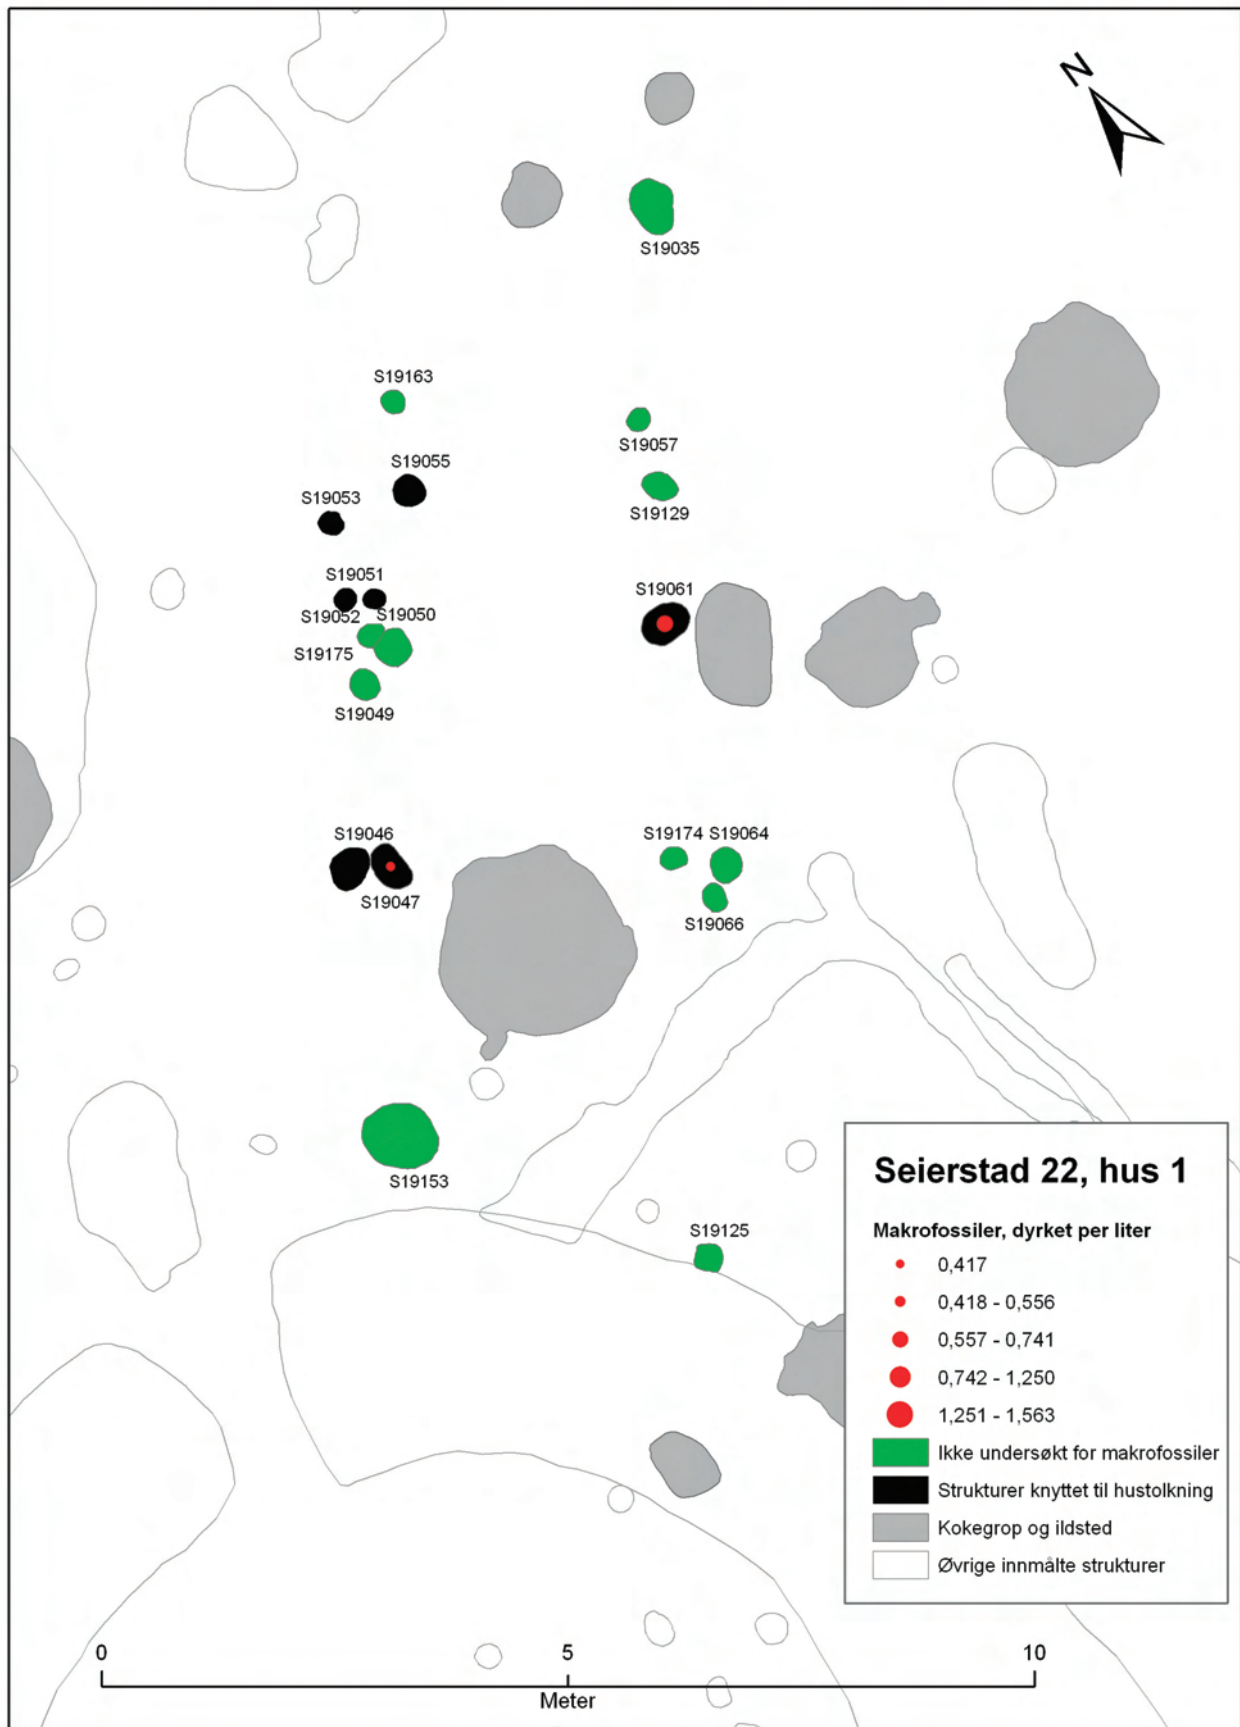 N
S19035
S19163
S19057
S19055
S19053
S19129
S19051
S19061
S19052
S19050
S19175
S19049
S19046
S19174
S19064
S19047
S19066
S19153
S19125
Seierstad 22, hus 1
Makrofossiler, dyrket per liter
0,417
0,418 - 0,556
0,557 - 0,741
0,742 - 1,250
1,251 - 1,563
Ikke undersøkt for makrofossiler
Strukturer knyttet til hustolkning
Kokegrop og ildsted
Øvrige innmålte strukturer
0 5 10
Meter